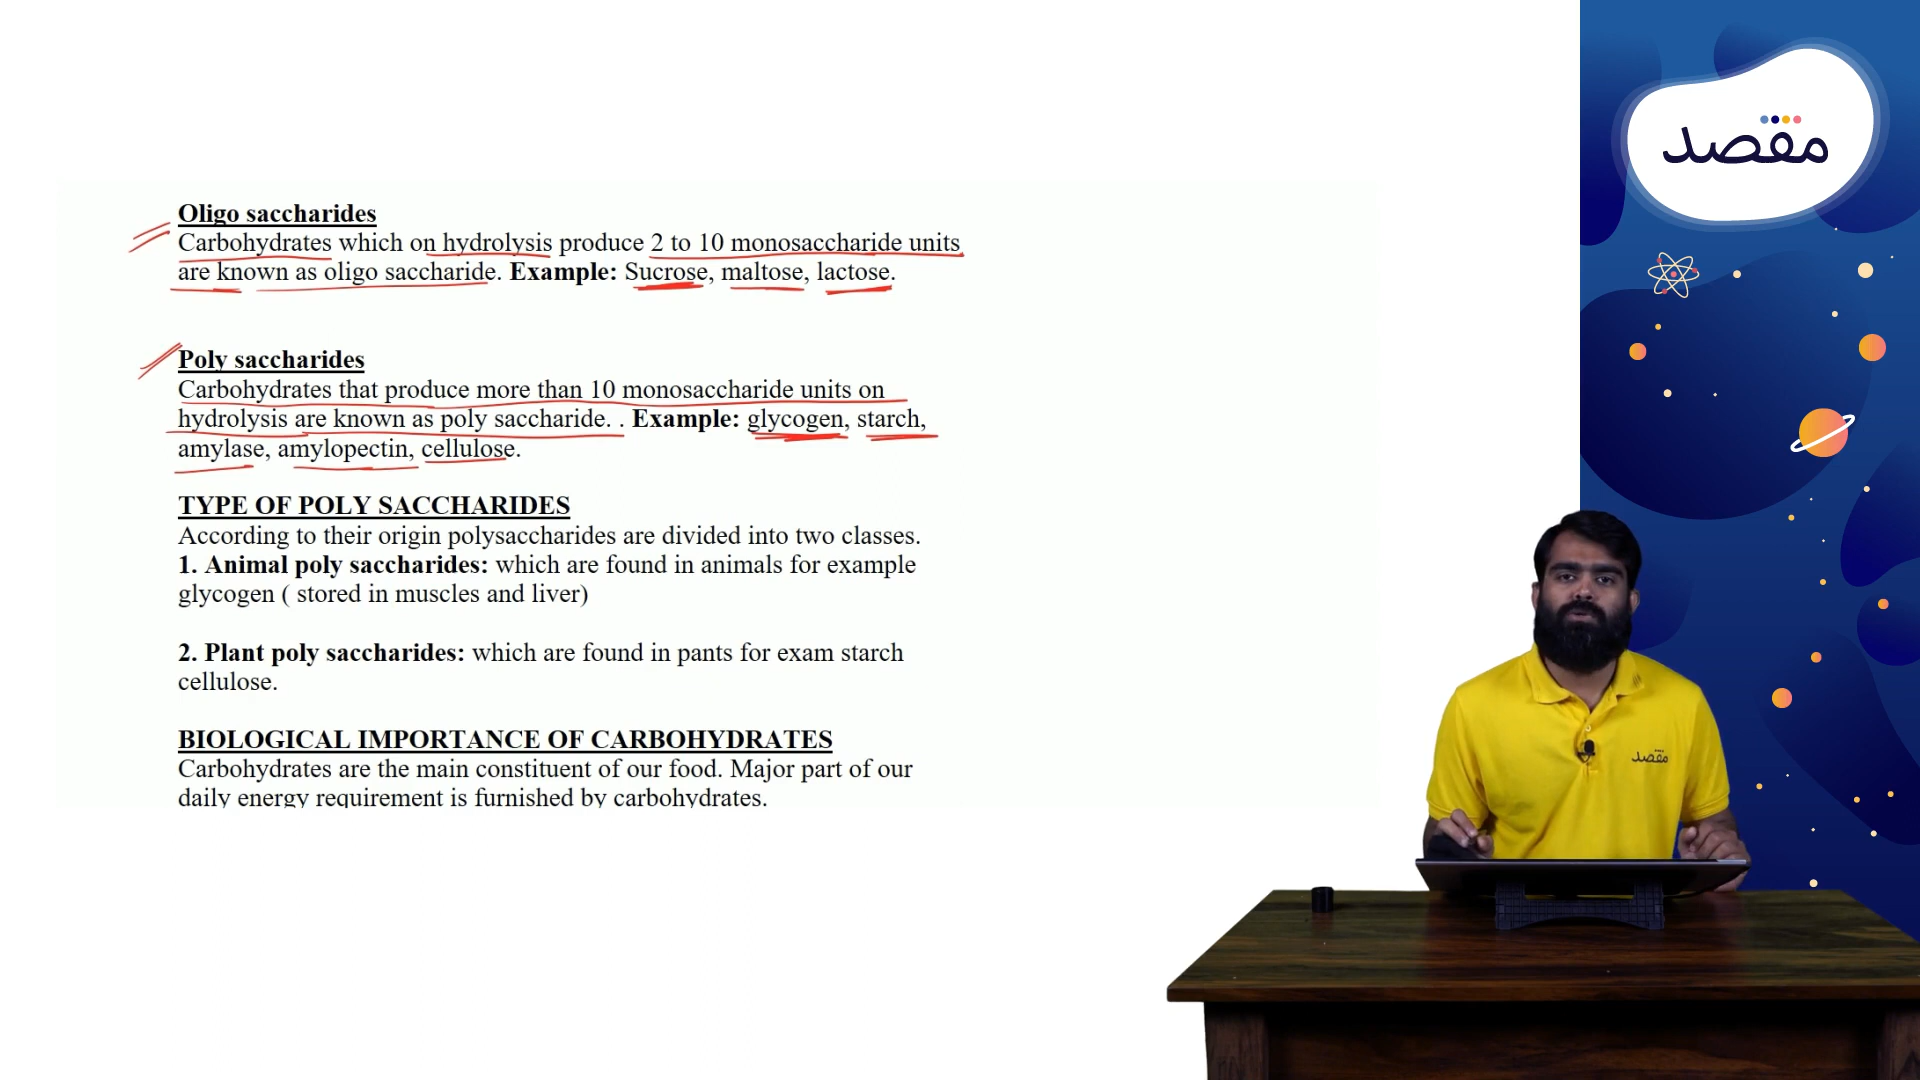 Oligo saccharides
Carbohydrates which on hydrolysis produce 2 to 10 monosaccharide units
are known as oligo saccharide. Example: Sucrose, maltose, lactose.
Poly saccharides
Carbohydrates that produce more than 10 monosaccharide units on
hydrolysis are known as poly saccharide. . Example: glycogen, starch,
amylase, amylopectin, cellulose.
TYPE OF POLY SACCHARIDES
According to their origin polysaccharides are divided into two classes.
1. Animal poly saccharides: which are found in animals for example
glycogen ( stored in muscles and liver)
2. Plant poly saccharides: which are found in pants for exam starch
cellulose.
BIOLOGICAL IMPORTANCE OF CARBOHYDRATES
Carbohydrates are the main constituent of our food. Major part of our
daily energy requirement is furnished by carbohydrates.
مقصد
مقصد